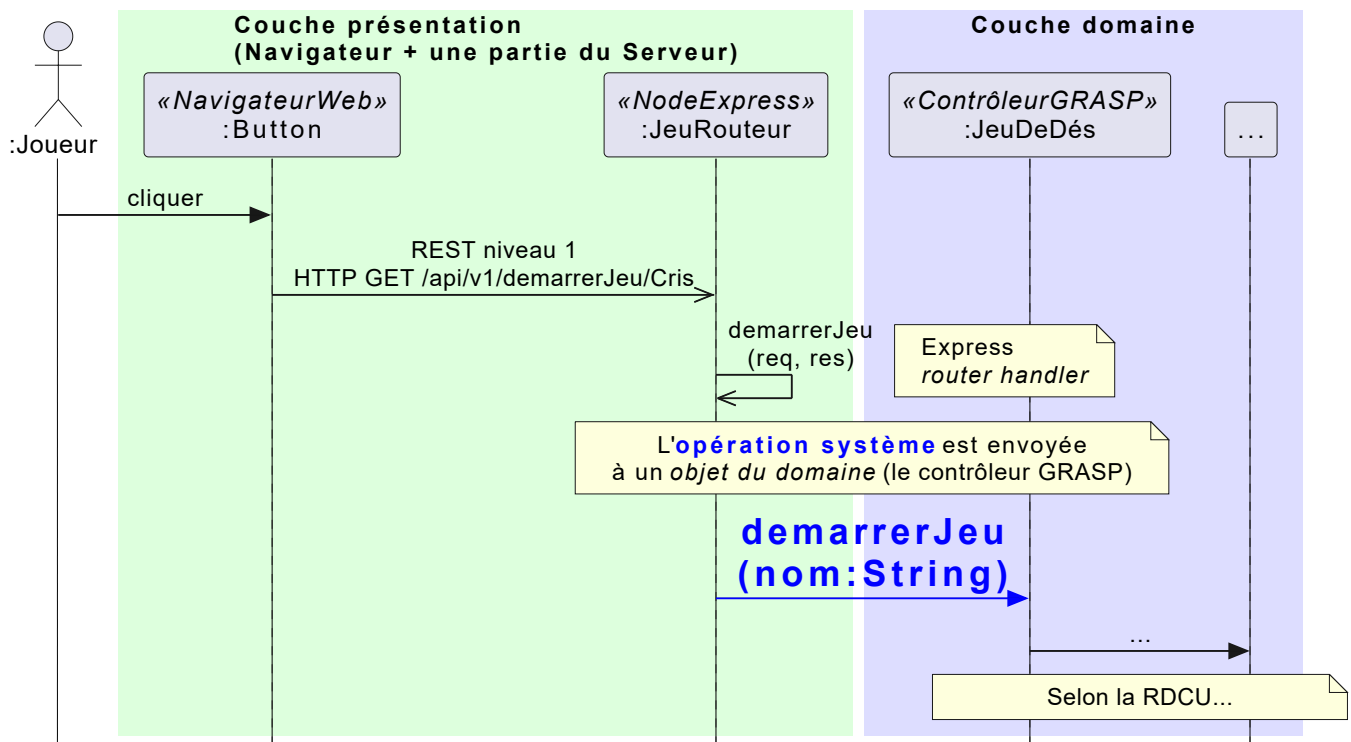 Couche présentation
(Navigateur + une partie du Serveur)
Couche domaine
:Joueur
«NavigateurWeb»
:Button
«NodeExpress»
:JeuRouteur
«ContrôleurGRASP»
:JeuDeDés
...
cliquer
REST niveau 1
HTTP GET /api/v1/demarrerJeu/Cris
demarrerJeu
(req, res)
Express
router handler
L'opération système est envoyée
à un objet du domaine (le contrôleur GRASP)
demarrerJeu
(nom:String)
...
Selon la RDCU...